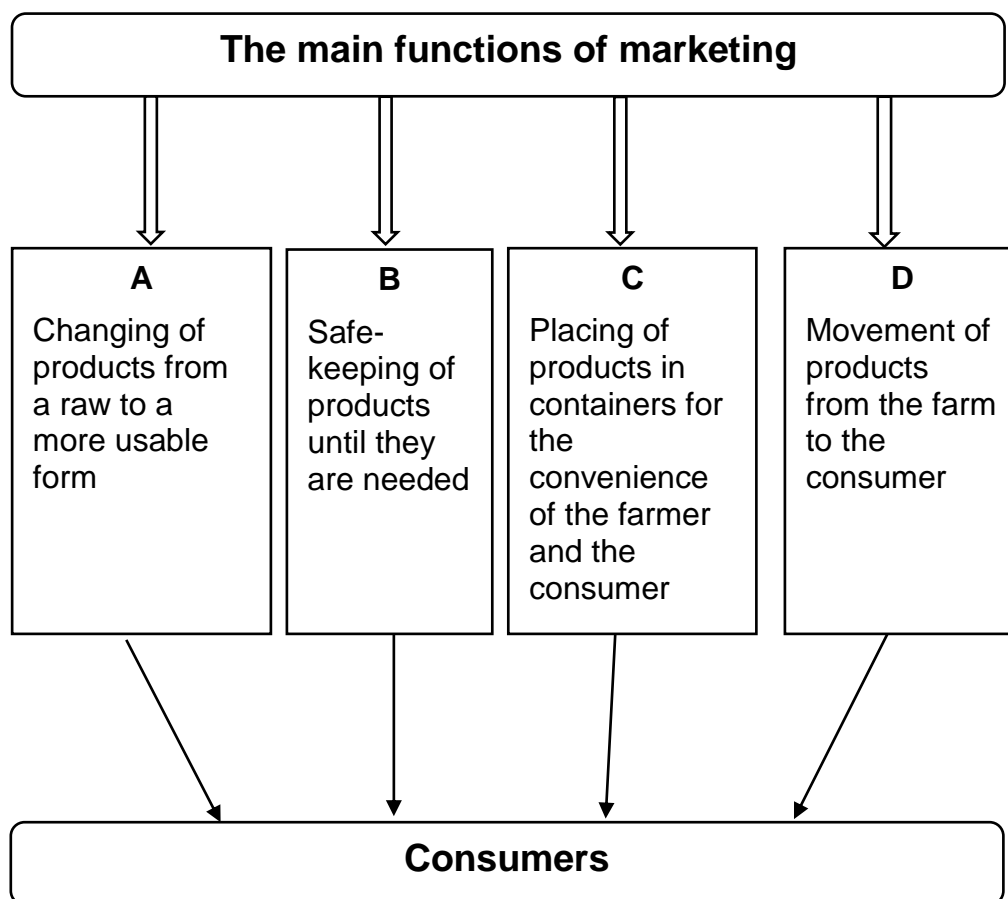 The main functions of marketing
A
Changing of
products from
a raw to a
more usable
form
B
Safe-
keeping of
products
until they
are needed
C
Placing of
products in
containers for
the
convenience
of the farmer
and the
consumer
D
Movement of
products
from the farm
to the
consumer
Consumers